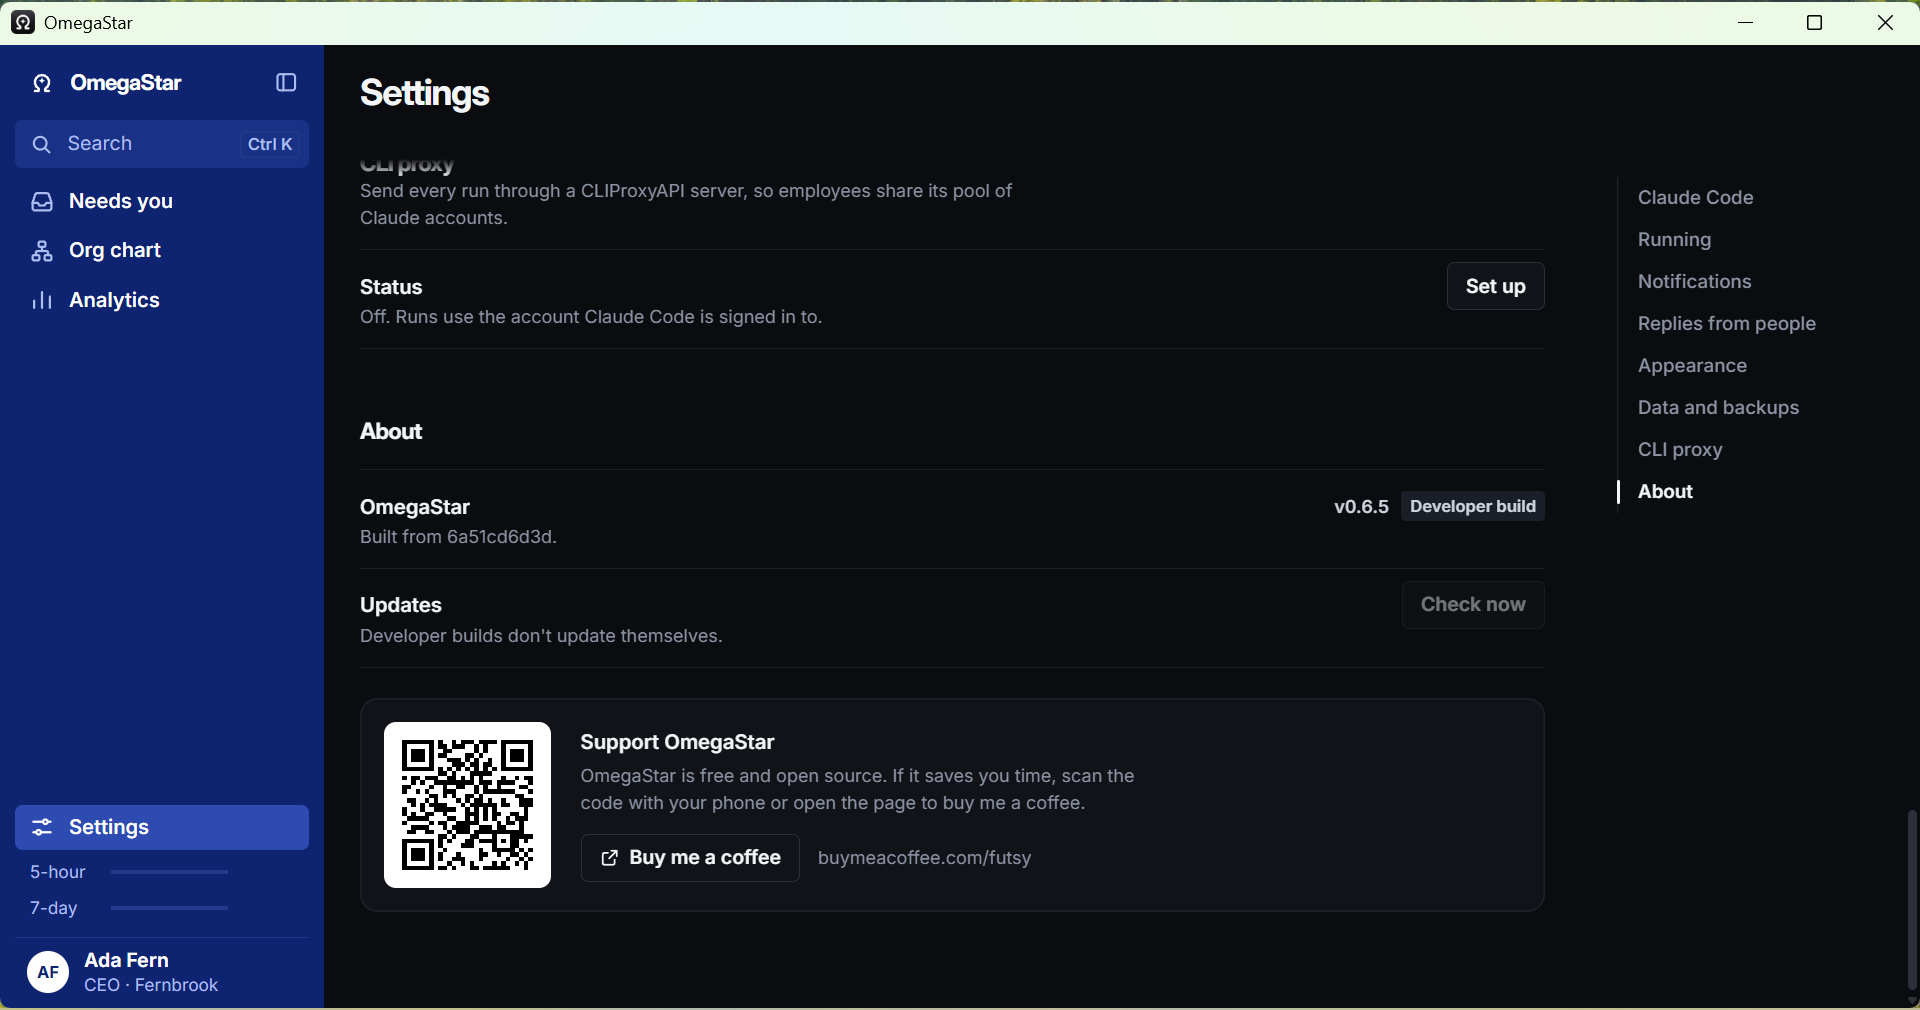 OmegaStar
OmegaStar
Search
Ctrl K
Needs you
Org chart
Analytics
Settings
5-hour
7-day
AF
Ada Fern
CEO · Fernbrook
Settings
CLI proxy
Send every run through a CLIProxyAPI server, so employees share its pool of
Claude accounts.
Status
Off. Runs use the account Claude Code is signed in to.
Set up
About
OmegaStar
Built from 6a51cd6d3d.
v0.6.5
Developer build
Updates
Developer builds don't update themselves.
Check now
Support OmegaStar
OmegaStar is free and open source. If it saves you time, scan the
code with your phone or open the page to buy me a coffee.
Buy me a coffee
buymeacoffee.com/futsy
Claude Code
Running
Notifications
Replies from people
Appearance
Data and backups
CLI proxy
About